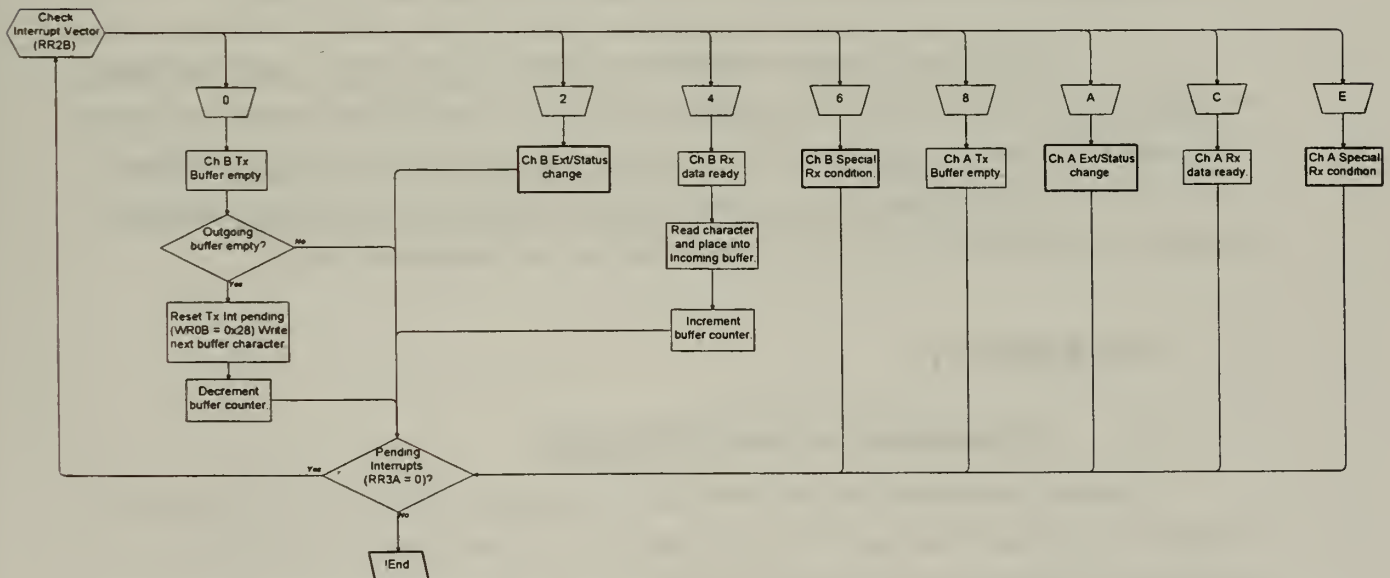 Check
Interrupt Vector
(RR2B)
0
2
4
6
8
A
C
E
Ch B Tx
Buffer empty
Ch B Ext/Status
change
Ch B Rx
data ready
Ch B Special
Rx condition.
Ch A Tx
Buffer empty.
Ch A Ext/Status
change
Ch A Rx
data ready.
Ch A Special
Rx condition
Outgoing
buffer empty?
No
Yes
Read character
and place into
Incoming buffer.
Reset Tx Int pending
(WR0B = 0x28) Write
next buffer character.
Increment
buffer counter.
Decrement
buffer counter.
Pending
Interrupts
(RR3A = 0)?
Yes
No
!End